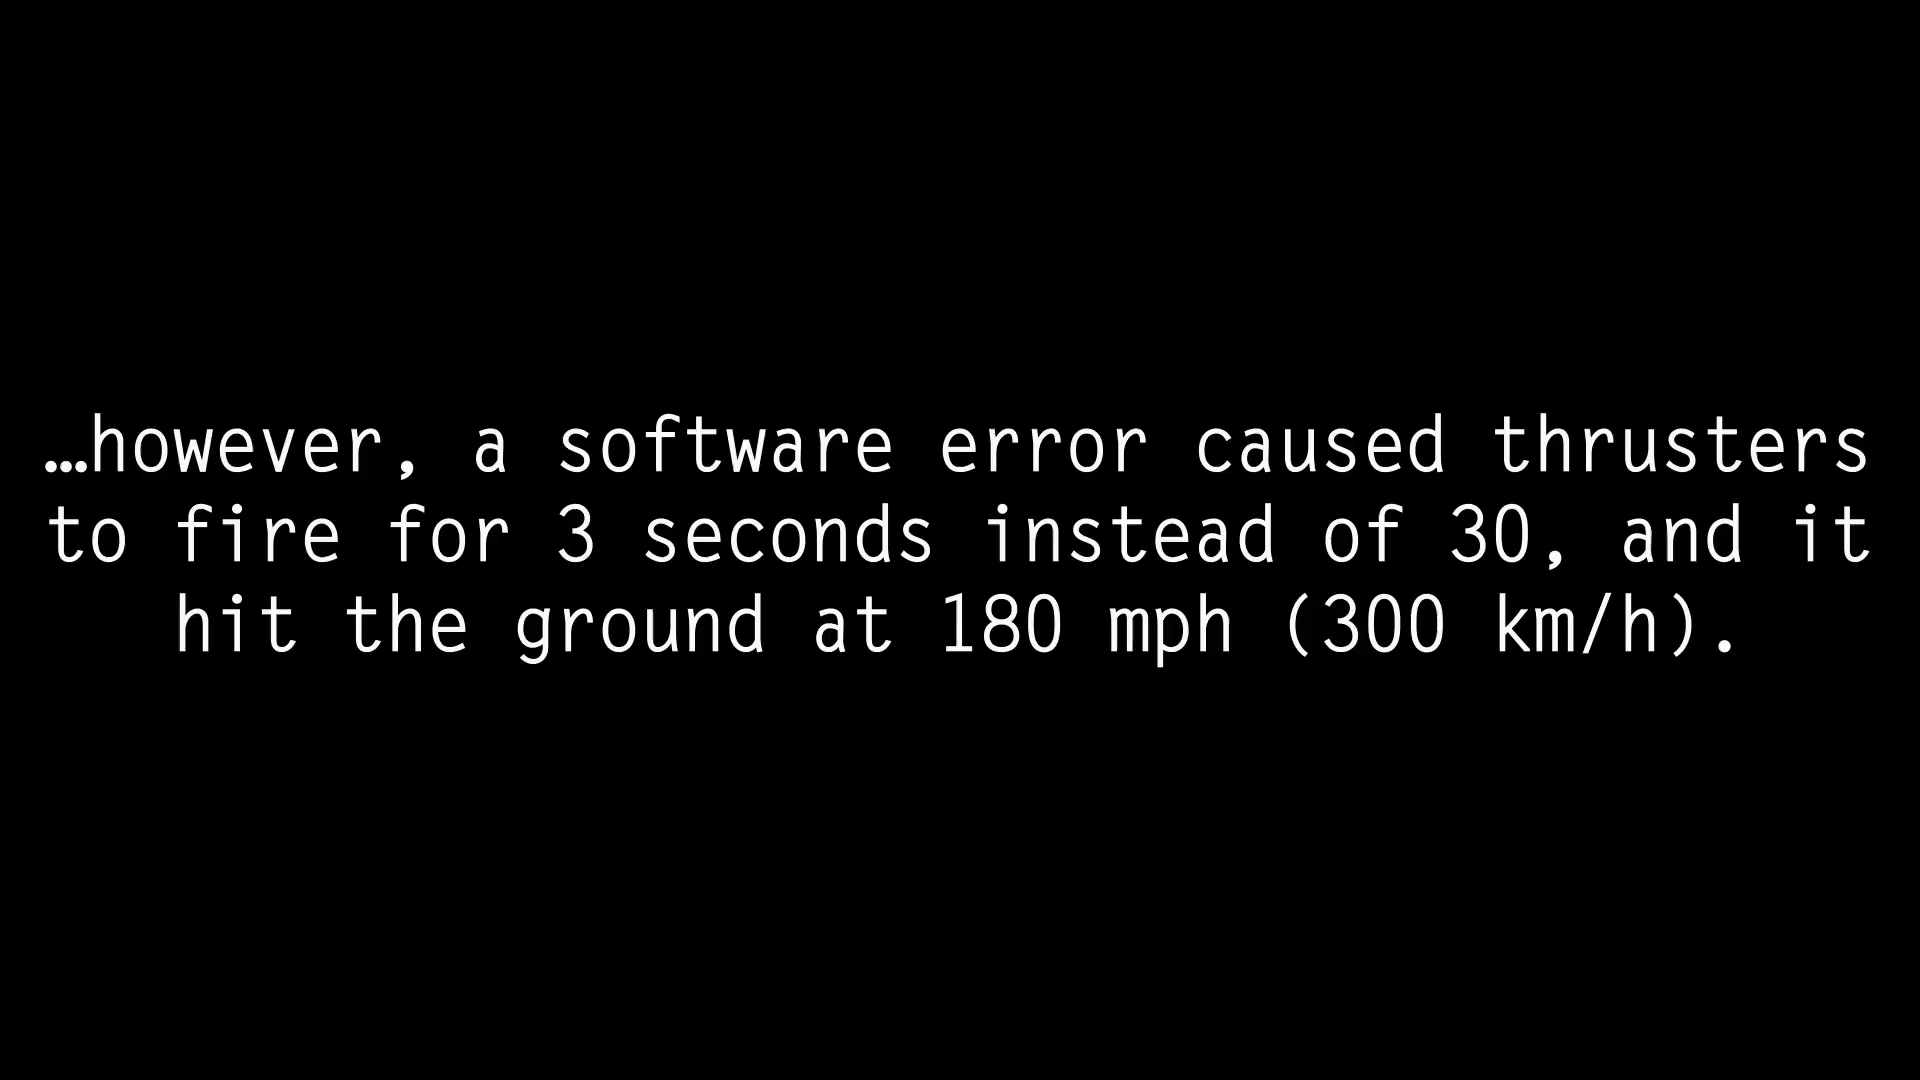 …however, a software error caused thrusters
to fire for 3 seconds instead of 30, and it
hit the ground at 180 mph (300 km/h).